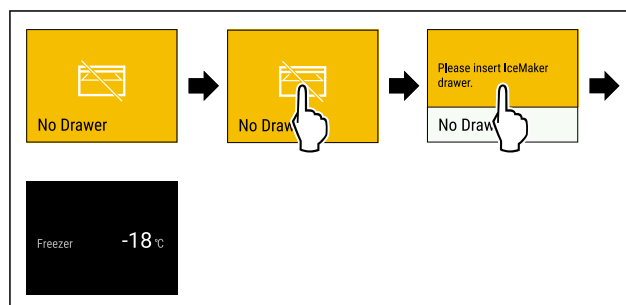 No Drawer
No Draw
Please insert IceMaker
drawer.
No Draw
Freezer -18 °C